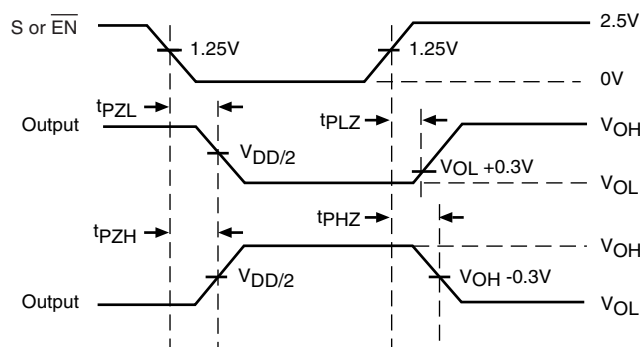 S or EN
1.25V
1.25V
2.5V
0V
tPZL
tPLZ
Output
VDD/2
VOL +0.3V
VOH
VOL
tPZH
tPHZ
VOH
Output
VDD/2
VOH -0.3V
VOL